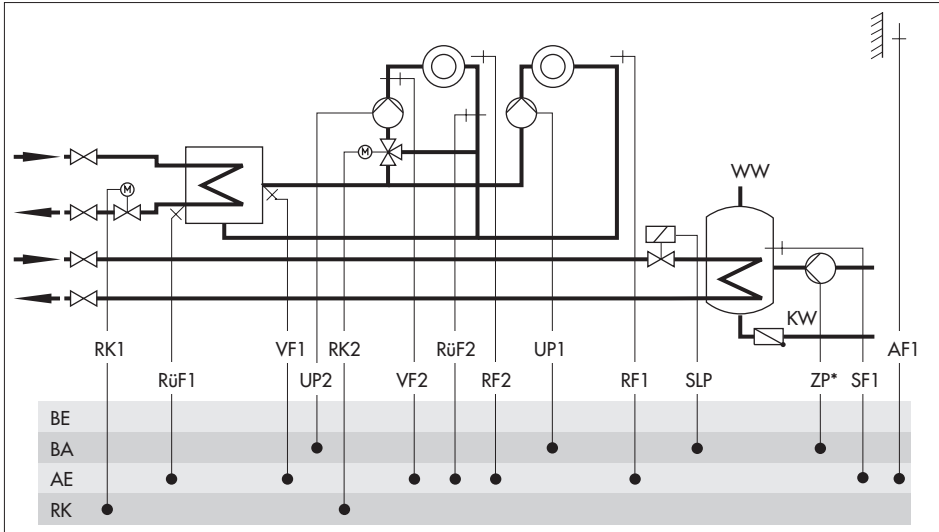 M
M
WW
KW
RK1 VF1 RK2 RüF2 UP1 AF1
RüF1 UP2 VF2 RF2 RF1 SLP ZP* SF1
BE
BA
AE
RK